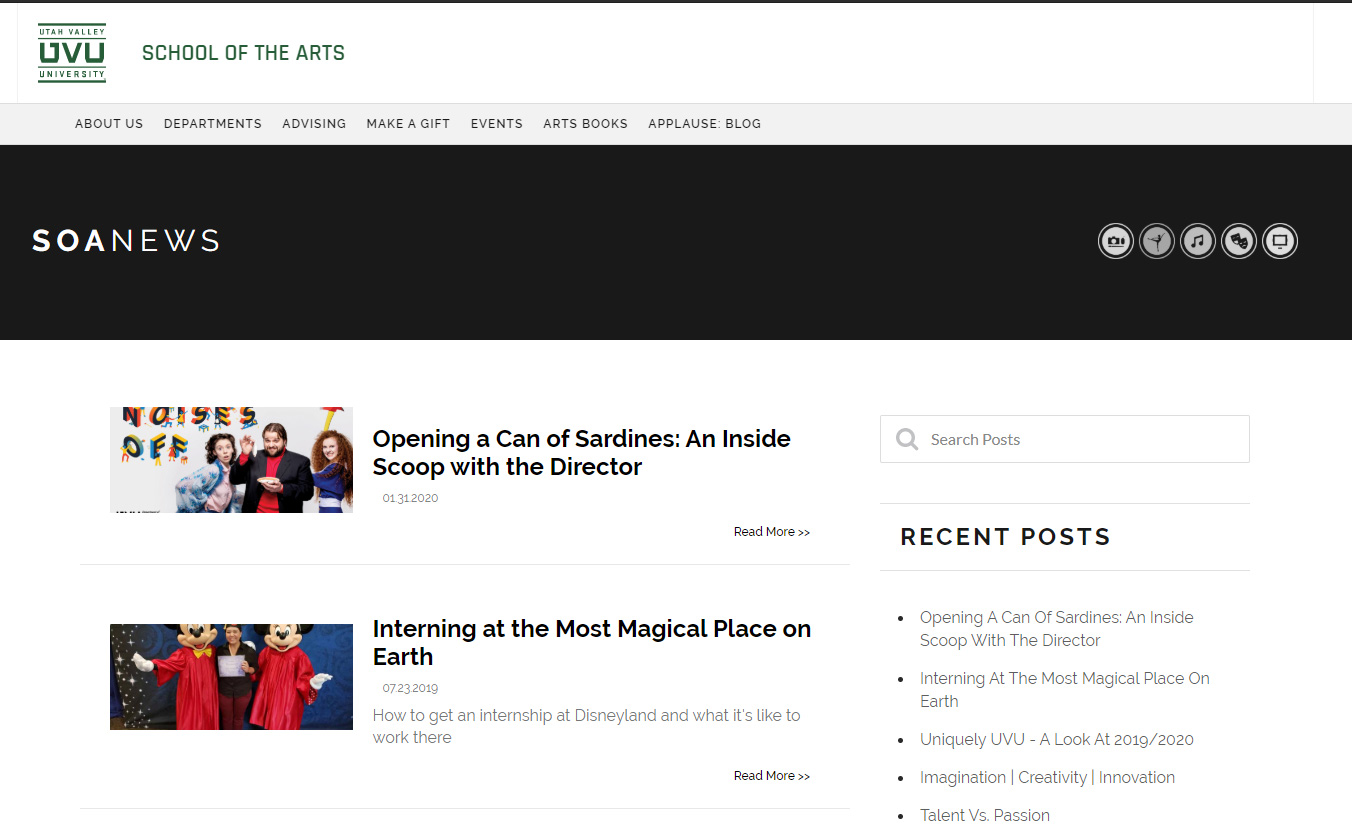 UTAH VALLEY
UVU
UNIVERSITY
SCHOOL OF THE ARTS
ABOUT US DEPARTMENTS ADVISING MAKE A GIFT EVENTS ARTS BOOKS APPLAUSE: BLOG
SOANEWS
NOISES
OFF
Opening a Can of Sardines: An Inside
Scoop with the Director
01.31.2020
Read More >>
Interning at the Most Magical Place on
Earth
07.23.2019
How to get an internship at Disneyland and what it's like to
work there
Read More >>
Search Posts
RECENT POSTS
Opening A Can Of Sardines: An Inside
Scoop With The Director
Interning At The Most Magical Place On
Earth
Uniquely UVU - A Look At 2019/2020
Imagination | Creativity | Innovation
Talent Vs. Passion